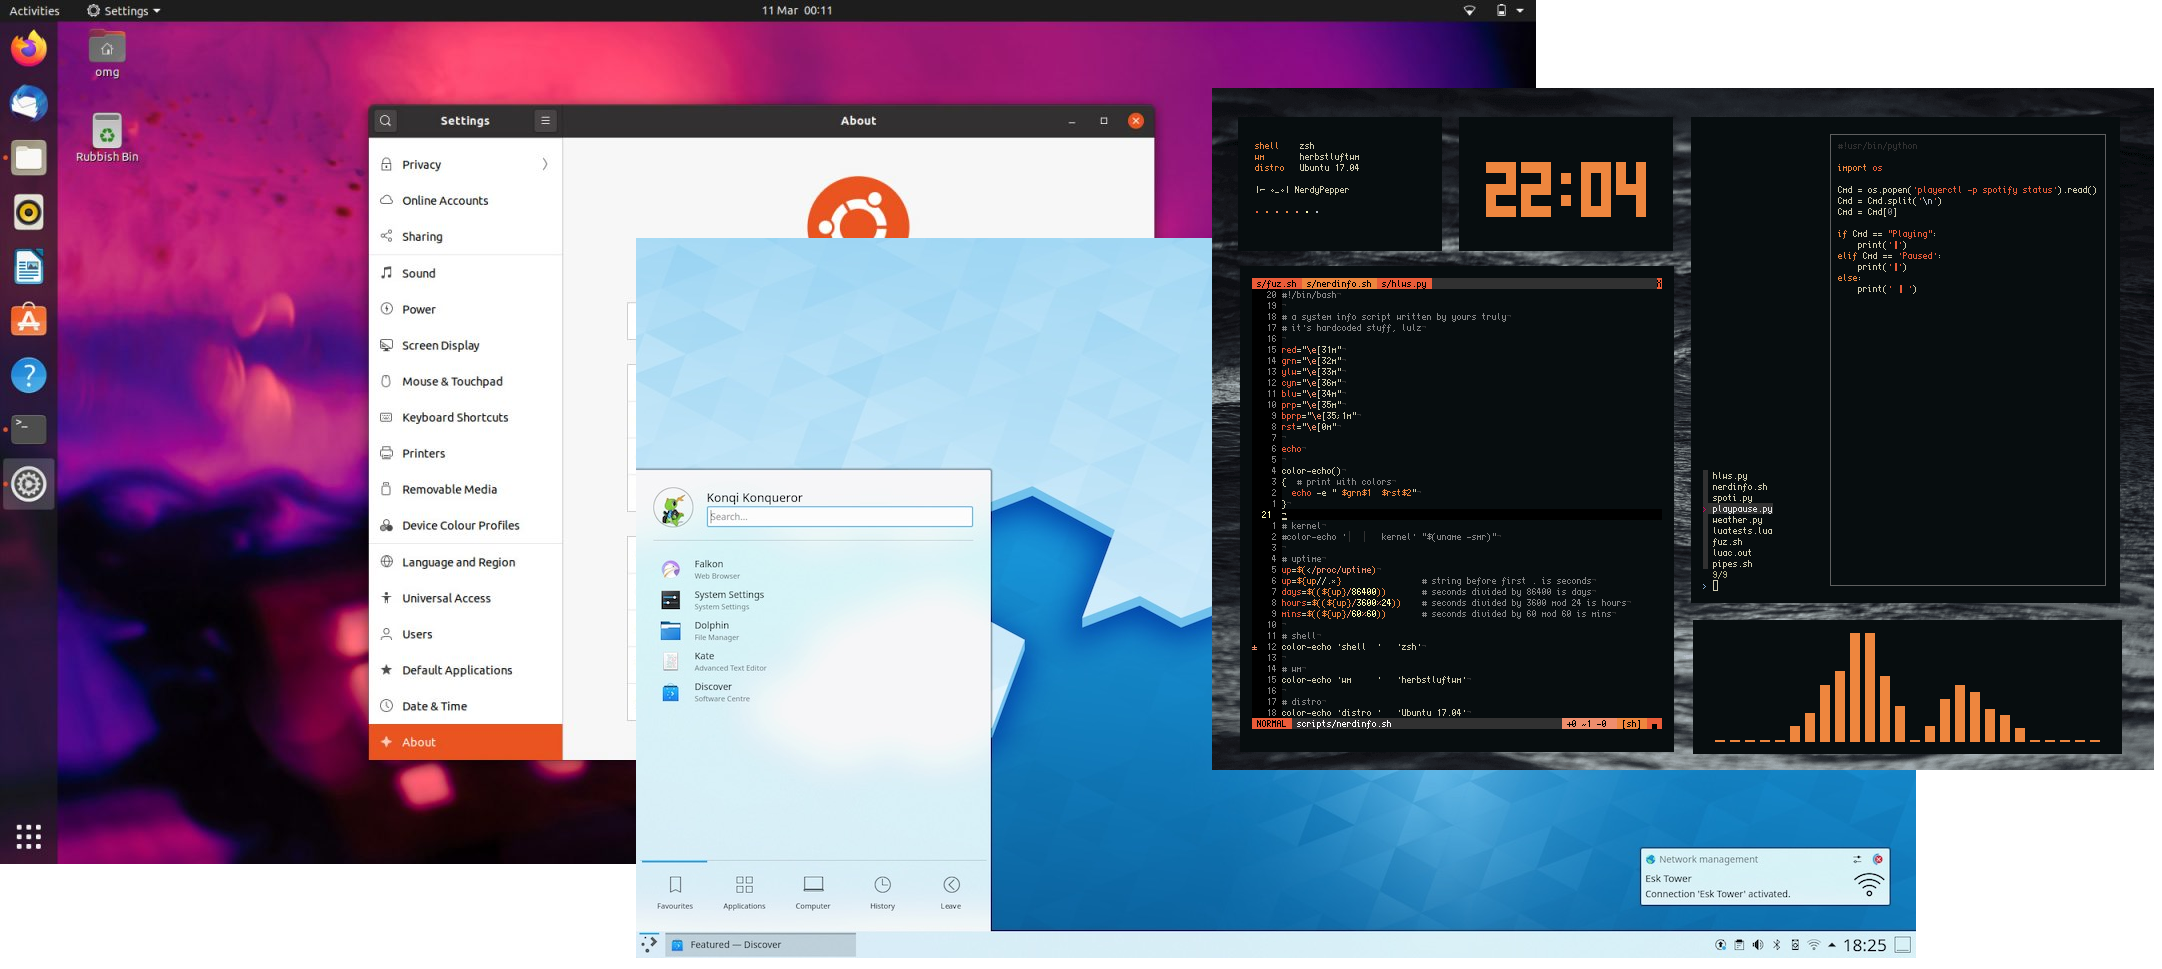 Activities
Settings
11 Mar 00:11
omg
Rubbish Bin
Settings
About
Privacy
Online Accounts
Sharing
Sound
Power
Screen Display
Mouse & Touchpad
Keyboard Shortcuts
Printers
Removable Media
Device Colour Profiles
Language and Region
Universal Access
Users
Default Applications
Date & Time
About
Konqi Konqueror
Search...
Falkon
Web Browser
System Settings
System Settings
Dolphin
File Manager
Kate
Advanced Text Editor
Discover
Software Centre
Favourites
Applications
Computer
History
Leave
Featured — Discover
Network management
Esk Tower
Connection 'Esk Tower' activated.
18:25
shell zsh
wm herbstluftwm
distro Ubuntu 17.04
NerdyPepper
22:04
s/fuz.sh s/nerdinfo.sh s/hlws.py
20 #!/bin/bash
19
18 # a system info script written by yours truly
17 # it's hardcoded stuff, lulz
16
15 red="\e[31m"
14 grn="\e[32m"
13 ylw="\e[33m"
12 cyn="\e[36m"
11 blu="\e[34m"
10 prp="\e[35m"
9 bprp="\e[35;1m"
8 rst="\e[0m"
7
6 echo
5
4 color-echo()
3 { # print with colors
2 echo -e " $grn$1 $rst$2"
1 }
21
1 # kernel
2 #color-echo ' kernel' "$(uname -smr)"
3
4 # uptime
5 up=$(</proc/uptime)
6 up=${up//.*} # string before first . is seconds
7 days=$((${up}/86400)) # seconds divided by 86400 is days
8 hours=$((${up}/3600%24)) # seconds divided by 3600 mod 24 is hours
9 mins=$((${up}/60%60)) # seconds divided by 60 mod 60 is mins
10
11 # shell
± 12 color-echo 'shell ' 'zsh'
13
14 # wm
15 color-echo 'wm ' 'herbstluftwm'
16
17 # distro
18 color-echo 'distro ' 'Ubuntu 17.04'
NORMAL scripts/nerdinfo.sh +0 ~1 -0 [sh]
#!usr/bin/python
import os
Cmd = os.popen('playerctl -p spotify status').read()
Cmd = Cmd.split('\n')
Cmd = Cmd[0]
if Cmd == "Playing":
print('')
elif Cmd == 'Paused':
print('')
else:
print(' ')
hlws.py
nerdinfo.sh
spoti.py
playpause.py
weather.py
luatests.lua
fuz.sh
luac.out
pipes.sh
9/9
>